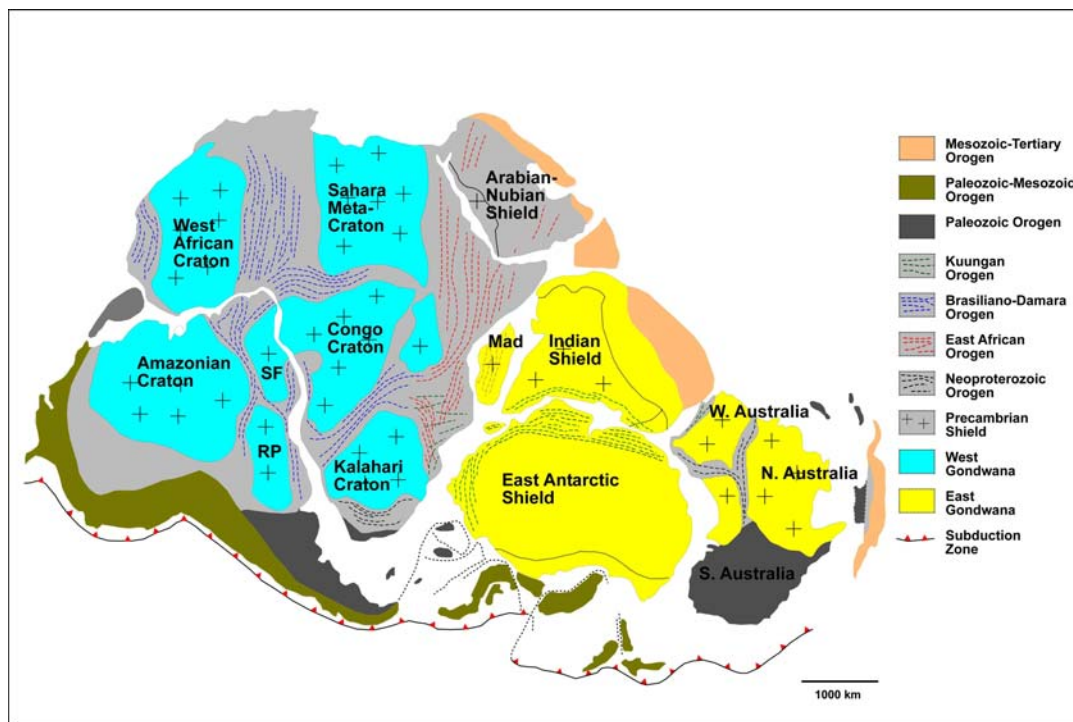 Arabian-
Nubian
Shield
Sahara
Meta-
Craton
West
African
Craton
Congo
Craton
Mad
Indian
Shield
Amazonian
Craton
SF
W. Australia
RP
Kalahari
Craton
East Antarctic
Shield
N. Australia
S. Australia
Mesozoic-Tertiary
Orogen
Paleozoic-Mesozoic
Orogen
Paleozoic Orogen
Kuungan
Orogen
Brasiliano-Damara
Orogen
East African
Orogen
Neoproterozoic
Orogen
Precambrian
Shield
West
Gondwana
East
Gondwana
Subduction
Zone
1000 km